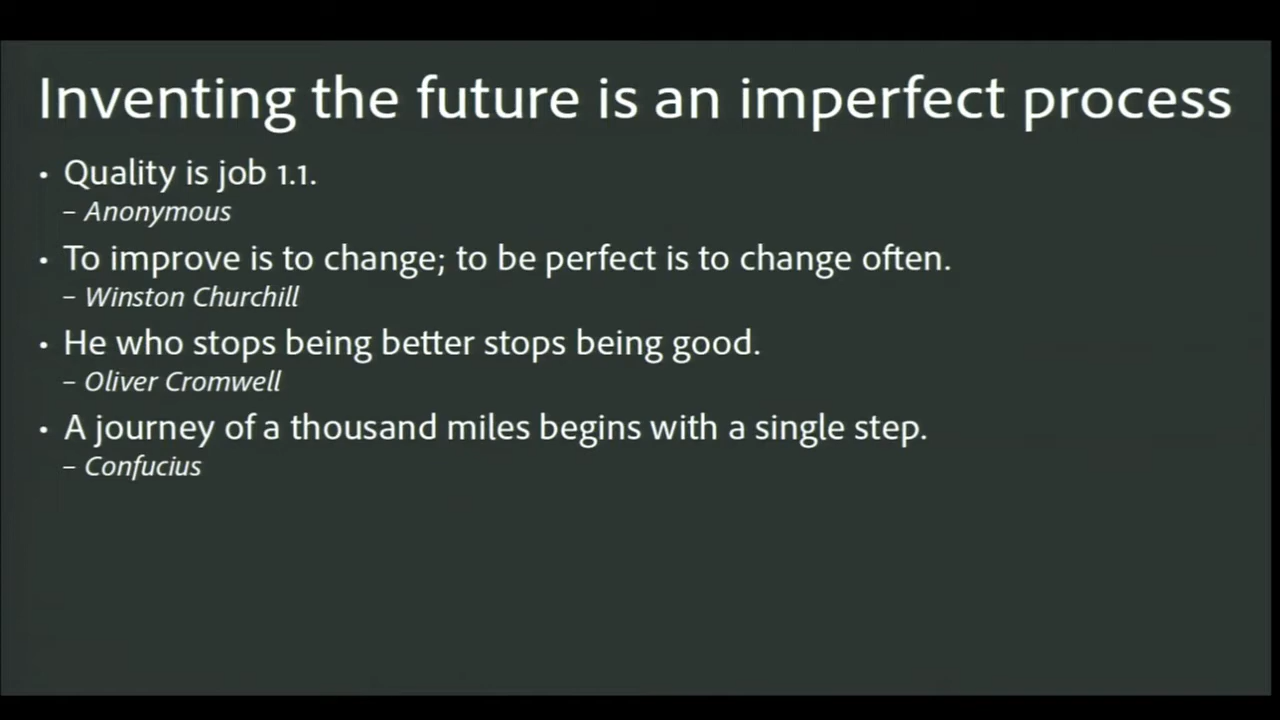 Inventing the future is an imperfect process
• Quality is job 1.1.
– Anonymous
• To improve is to change; to be perfect is to change often.
– Winston Churchill
• He who stops being better stops being good.
– Oliver Cromwell
• A journey of a thousand miles begins with a single step.
– Confucius